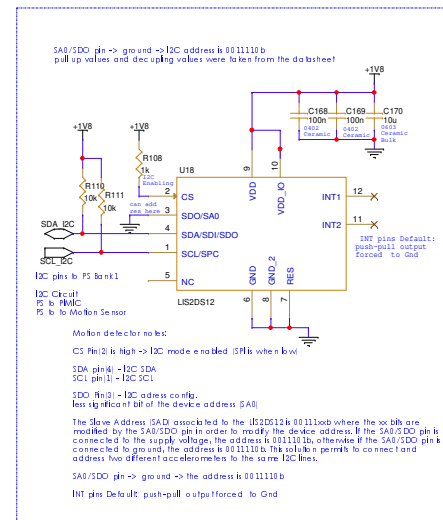 SA0/SDO pin -> ground -> I2C address is 0011110b
pull up values and decupling values were taken from the datasheet
+1V8
C168
100n
0402
Ceramic
C169
100n
0402
Ceramic
C170
10u
0603
Ceramic
Bulk
+1V8
+1V8
R108
1k
I2C
Enabling
R110
10k
R111
10k
U18
9
10
VDD
VDD_IO
2
CS
can add
res here
3
SDO/SA0
SDA_I2C
4
SDA/SDI/SDO
SCL_I2C
1
SCL/SPC
5
NC
INT1
12
INT2
11
INT pins Default:
push-pull output
forced to Gnd
GND
GND_2
RES
6
8
7
LIS2DS12
I2C pins to PS Bank1
I2C Circuit
PS to PMIC
PS to to Motion Sensor
Motion detector notes:
CS Pin(2) is high -> I2C mode enabled (SPI is when low)
SDA pin(4) - I2C SDA
SCL pin(1) - I2C SCL
SDO Pin(3) - I2C adress config.
less significant bit of the device address (SA0)
The Slave Address (SAD) associated to the LIS2DS12 is 00111xxb where the xx bits are
modified by the SA0/SDO pin in order to modify the device address. If the SA0/SDO pin is
connected to the supply voltage, the address is 0011101b, otherwise if the SA0/SDO pin is
connected to ground, the address is 0011110b. This solution permits to connect and
address two different accelerometers to the same I2C lines.
SA0/SDO pin -> ground -> the address is 0011110b
INT pins Default: push-pull output forced to Gnd